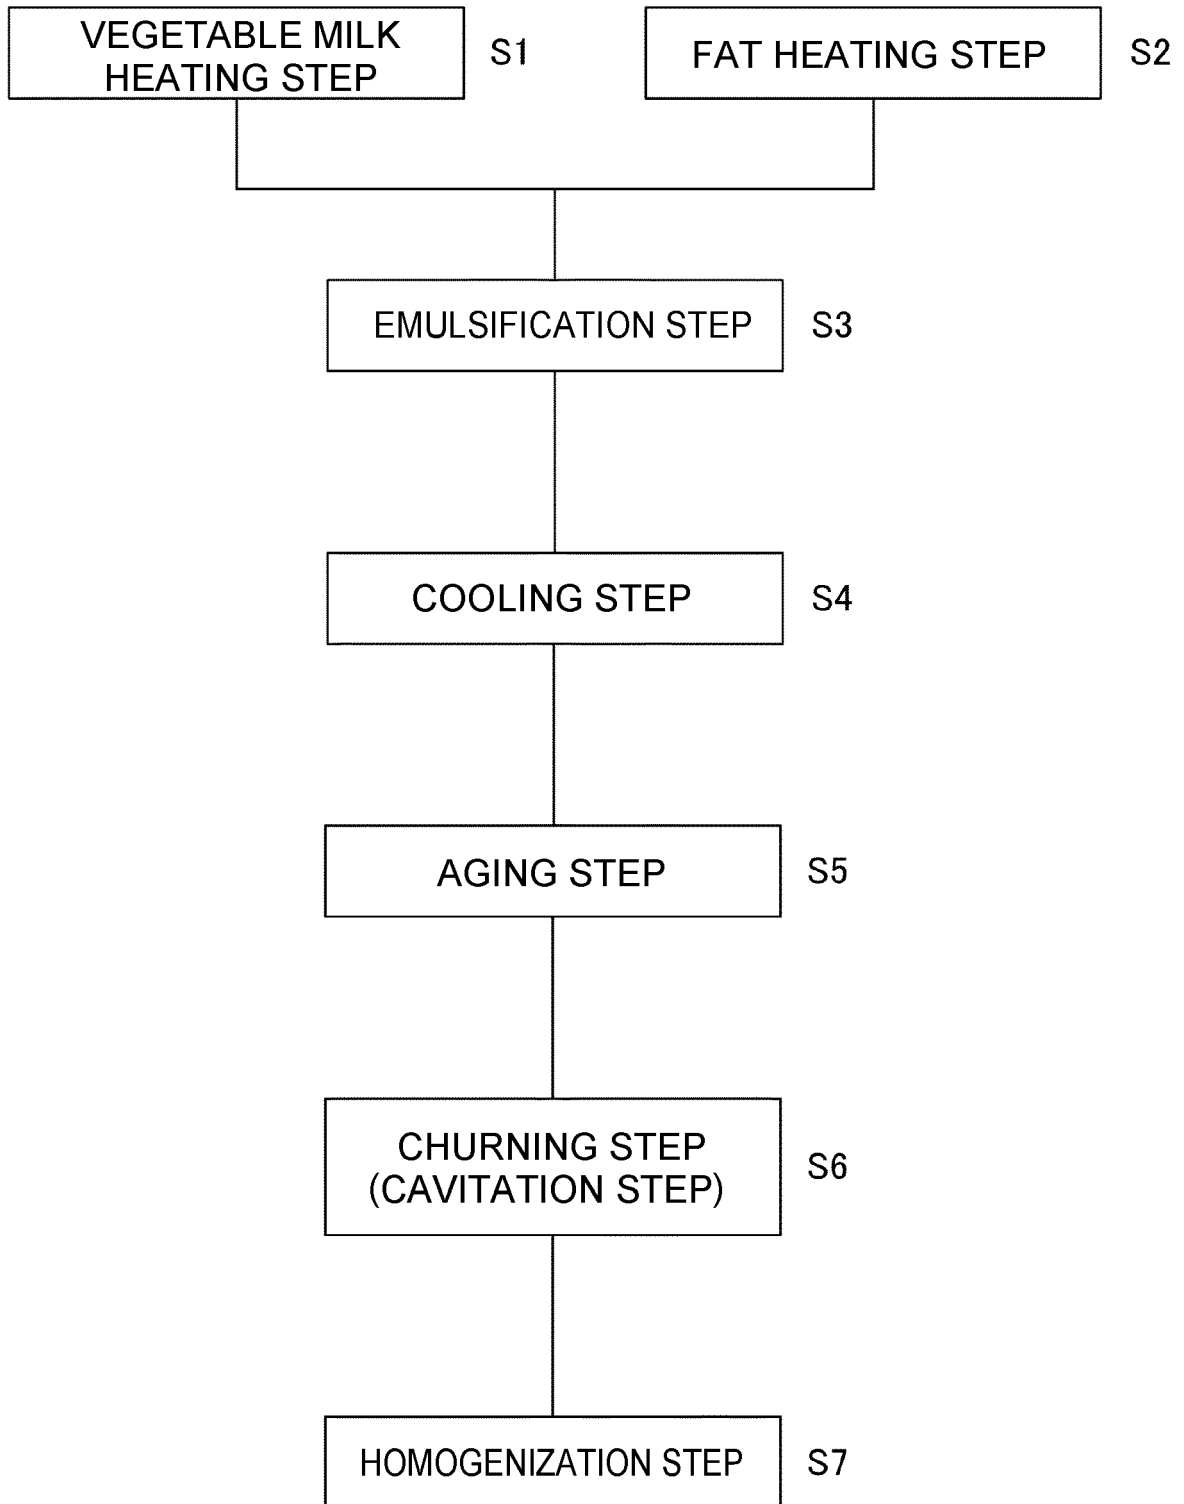 VEGETABLE MILK
HEATING STEP
S1
FAT HEATING STEP
S2
EMULSIFICATION STEP
S3
COOLING STEP
S4
AGING STEP
S5
CHURNING STEP
(CAVITATION STEP)
S6
HOMOGENIZATION STEP
S7